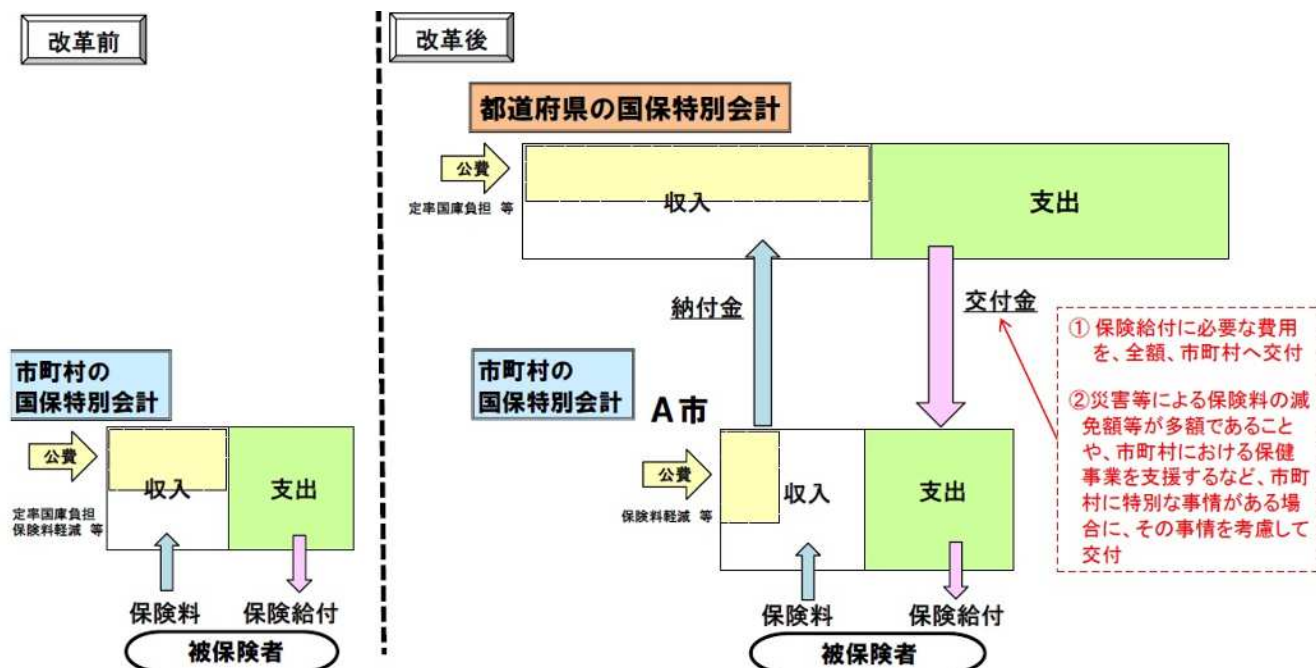 改革前
市町村の
国保特別会計
公費
定率国庫負担
保険料軽減 等
収入
支出
保険料
保険給付
被保険者
改革後
都道府県の国保特別会計
公費
定率国庫負担 等
収入
支出
納付金
交付金
① 保険給付に必要な費用
を、全額、市町村へ交付
②災害等による保険料の減
免額等が多額であること
や、市町村における保健
事業を支援するなど、市町
村に特別な事情がある場
合に、その事情を考慮して
交付
市町村の
国保特別会計
A市
公費
保険料軽減 等
収入
支出
保険料
保険給付
被保険者